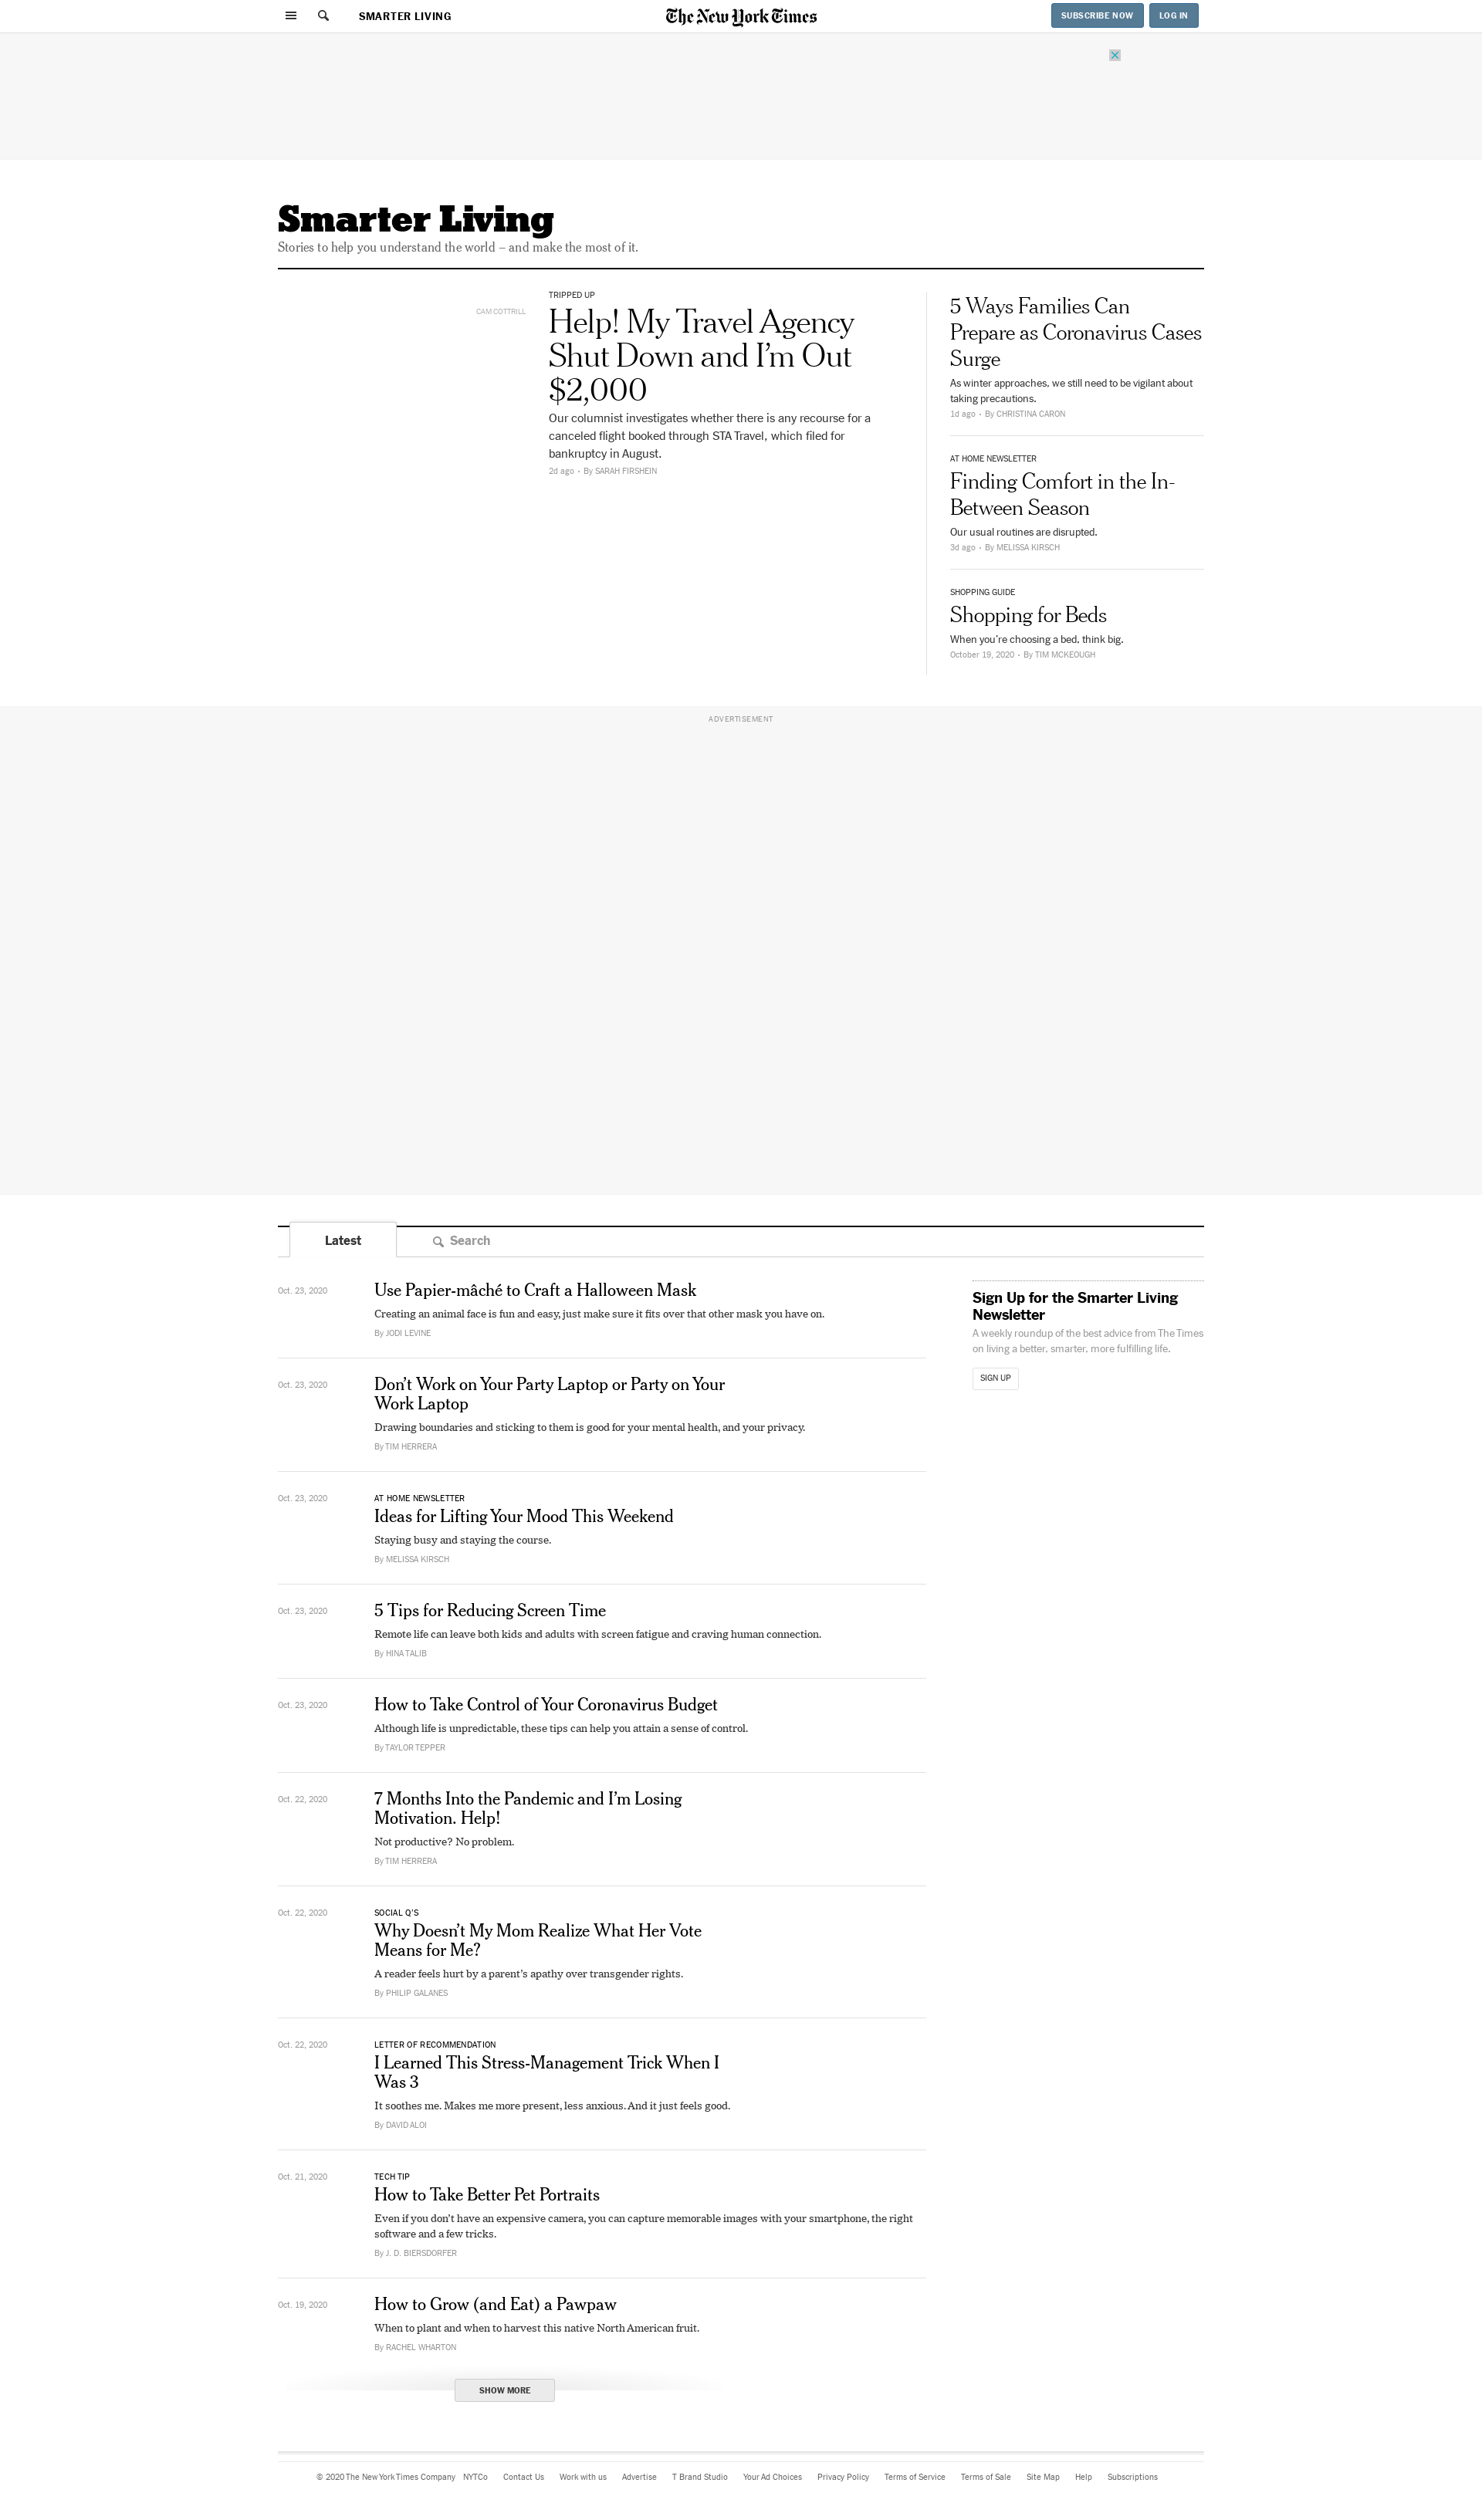 SMARTER LIVING
The New York Times
SUBSCRIBE NOW
LOG IN
Smarter Living
Stories to help you understand the world – and make the most of it.
CAM COTTRILL
TRIPPED UP
Help! My Travel Agency
Shut Down and I’m Out
$2,000
Our columnist investigates whether there is any recourse for a
canceled flight booked through STA Travel, which filed for
bankruptcy in August.
2d ago • By SARAH FIRSHEIN
5 Ways Families Can
Prepare as Coronavirus Cases
Surge
As winter approaches, we still need to be vigilant about
taking precautions.
1d ago • By CHRISTINA CARON
AT HOME NEWSLETTER
Finding Comfort in the In-
Between Season
Our usual routines are disrupted.
3d ago • By MELISSA KIRSCH
SHOPPING GUIDE
Shopping for Beds
When you’re choosing a bed, think big.
October 19, 2020 • By TIM MCKEOUGH
ADVERTISEMENT
Latest
Search
Oct. 23, 2020
Use Papier-mâché to Craft a Halloween Mask
Creating an animal face is fun and easy, just make sure it fits over that other mask you have on.
By JODI LEVINE
Oct. 23, 2020
Don’t Work on Your Party Laptop or Party on Your
Work Laptop
Drawing boundaries and sticking to them is good for your mental health, and your privacy.
By TIM HERRERA
Oct. 23, 2020
AT HOME NEWSLETTER
Ideas for Lifting Your Mood This Weekend
Staying busy and staying the course.
By MELISSA KIRSCH
Oct. 23, 2020
5 Tips for Reducing Screen Time
Remote life can leave both kids and adults with screen fatigue and craving human connection.
By HINA TALIB
Oct. 23, 2020
How to Take Control of Your Coronavirus Budget
Although life is unpredictable, these tips can help you attain a sense of control.
By TAYLOR TEPPER
Oct. 22, 2020
7 Months Into the Pandemic and I’m Losing
Motivation. Help!
Not productive? No problem.
By TIM HERRERA
Oct. 22, 2020
SOCIAL Q’S
Why Doesn’t My Mom Realize What Her Vote
Means for Me?
A reader feels hurt by a parent’s apathy over transgender rights.
By PHILIP GALANES
Oct. 22, 2020
LETTER OF RECOMMENDATION
I Learned This Stress-Management Trick When I
Was 3
It soothes me. Makes me more present, less anxious. And it just feels good.
By DAVID ALOI
Oct. 21, 2020
TECH TIP
How to Take Better Pet Portraits
Even if you don’t have an expensive camera, you can capture memorable images with your smartphone, the right
software and a few tricks.
By J. D. BIERSDORFER
Oct. 19, 2020
How to Grow (and Eat) a Pawpaw
When to plant and when to harvest this native North American fruit.
By RACHEL WHARTON
SHOW MORE
Sign Up for the Smarter Living
Newsletter
A weekly roundup of the best advice from The Times
on living a better, smarter, more fulfilling life.
SIGN UP
© 2020 The New York Times Company NYTCo Contact Us Work with us Advertise T Brand Studio Your Ad Choices Privacy Policy Terms of Service Terms of Sale Site Map Help Subscriptions